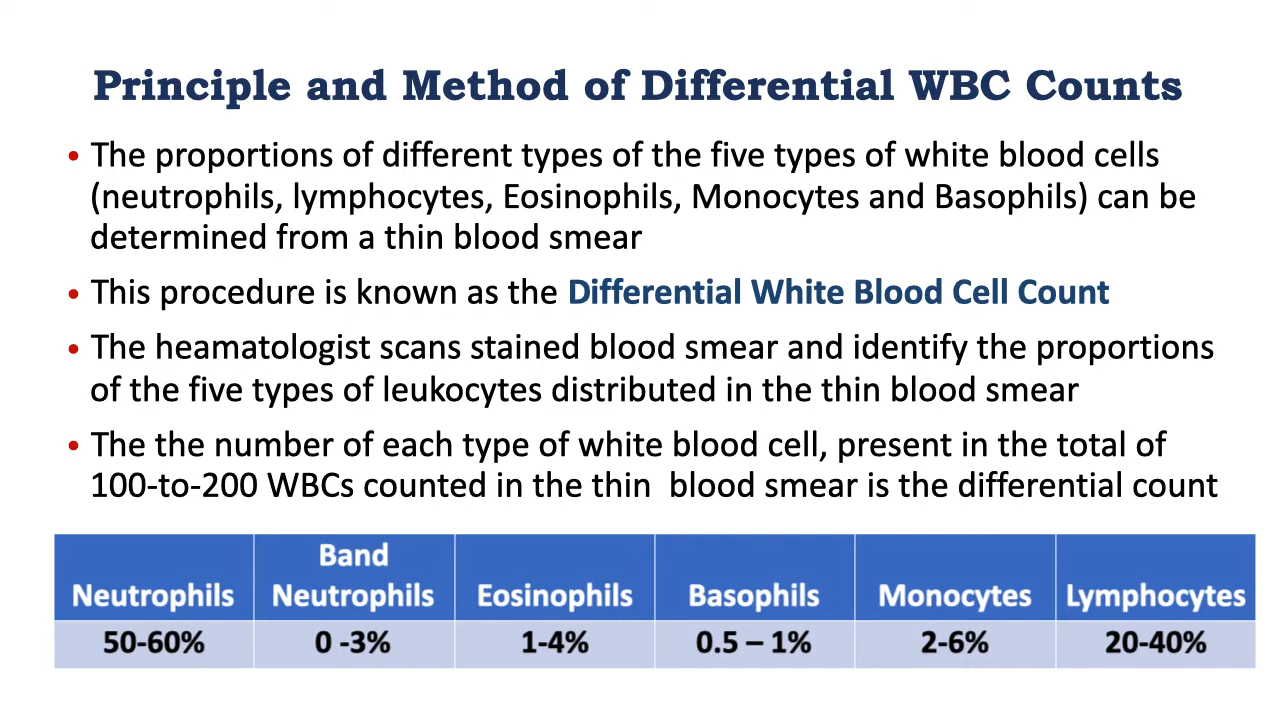 Principle and Method of Differential WBC Counts
• The proportions of different types of the five types of white blood cells
(neutrophils, lymphocytes, Eosinophils, Monocytes and Basophils) can be
determined from a thin blood smear
• This procedure is known as the Differential White Blood Cell Count
• The heamatologist scans stained blood smear and identify the proportions
of the five types of leukocytes distributed in the thin blood smear
• The the number of each type of white blood cell, present in the total of
100-to-200 WBCs counted in the thin  blood smear is the differential count
Neutrophils Band Neutrophils Eosinophils Basophils Monocytes Lymphocytes
50-60% 0 -3% 1-4% 0.5 – 1% 2-6% 20-40%